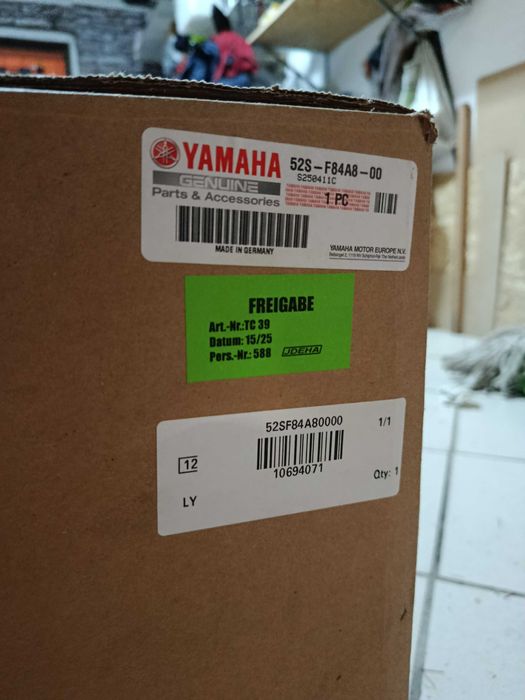 YAMAHA
GENUINE
Parts & Accessories
52S-F84A8-00
S250411C
1 PC
MADE IN GERMANY
YAMAHA MOTOR EUROPE N.V.
FREIGABE
Art.-Nr.:TC 39
Datum: 15/25
Pers.-Nr.: 588 JDEHA
52SF84A80000 1/1
12
10694071
Qty: 1
LY